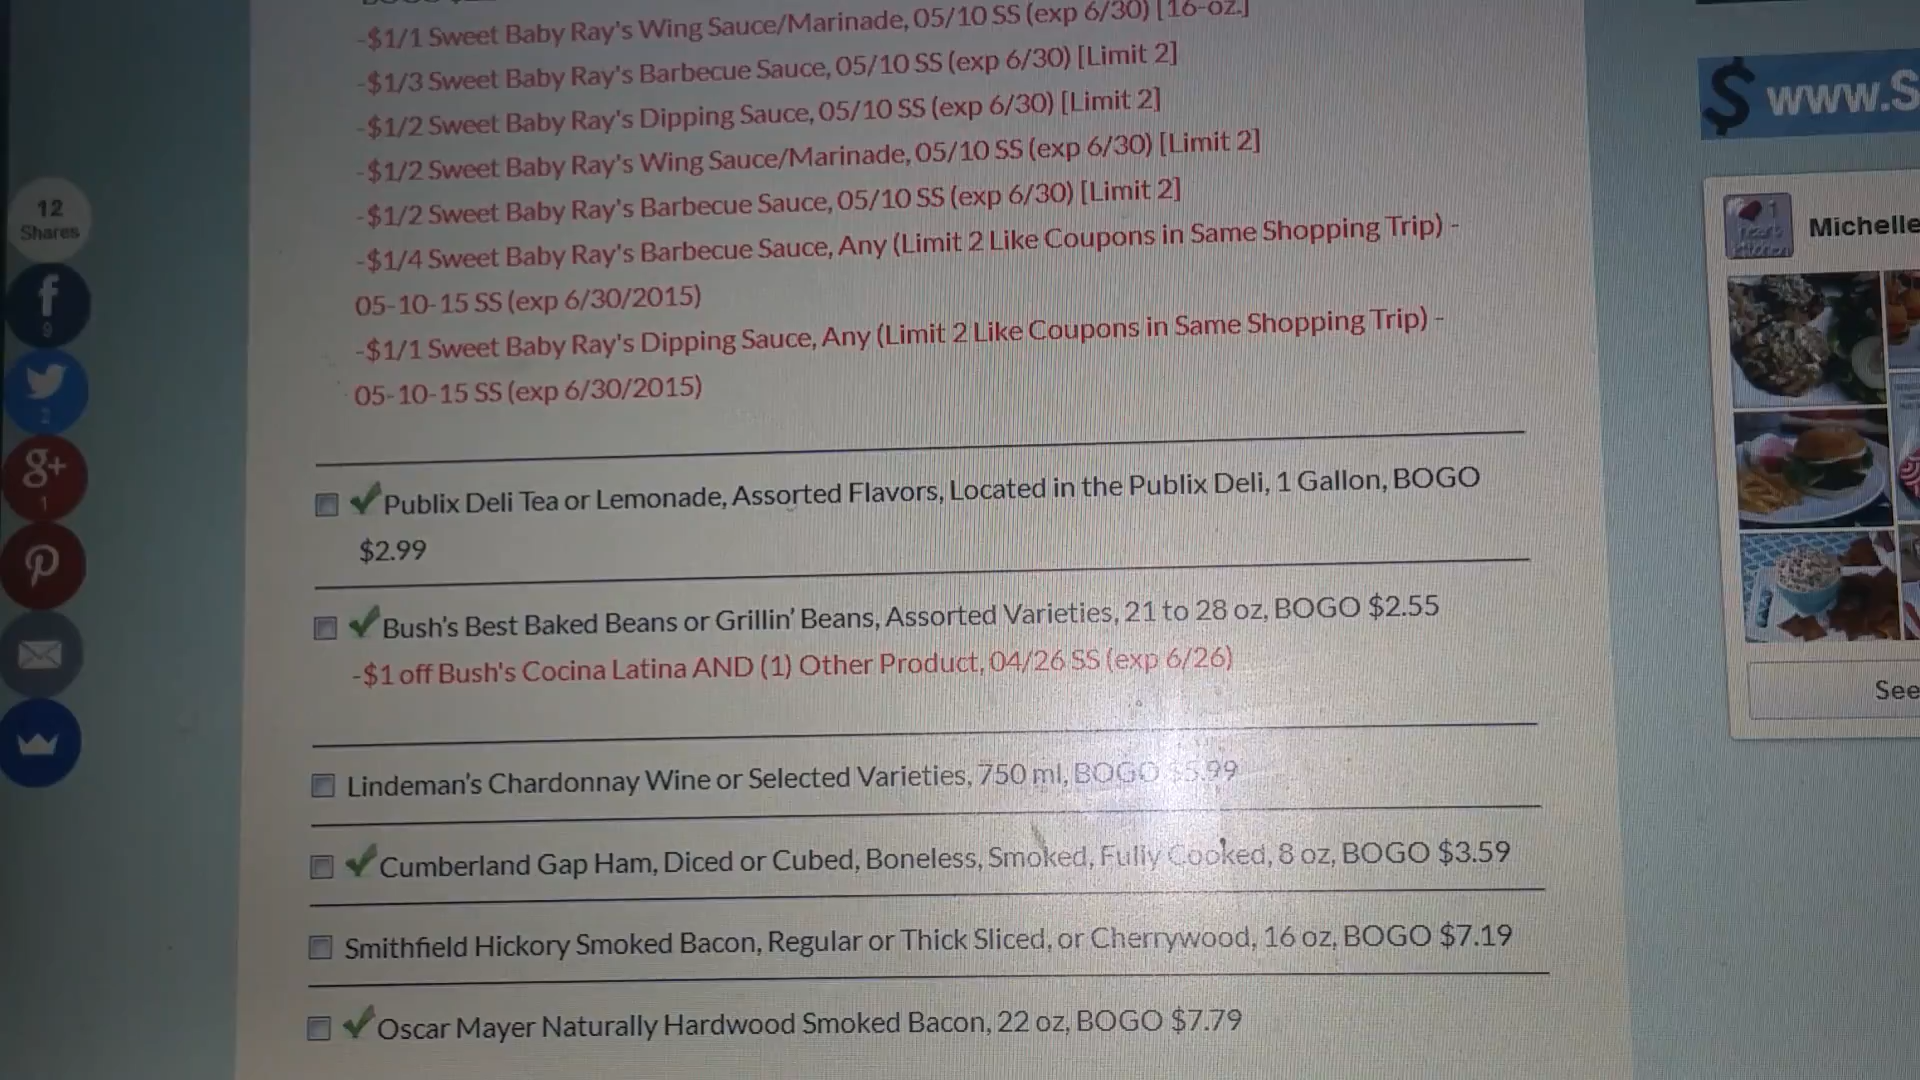 -$1/1 Sweet Baby Ray's Wing Sauce/Marinade, 05/10 SS (exp 6/30) [16-oz.]
-$1/3 Sweet Baby Ray's Barbecue Sauce, 05/10 SS (exp 6/30) [Limit 2]
-$1/2 Sweet Baby Ray's Dipping Sauce, 05/10 SS (exp 6/30) [Limit 2]
-$1/2 Sweet Baby Ray's Wing Sauce/Marinade, 05/10 SS (exp 6/30) [Limit 2]
-$1/2 Sweet Baby Ray's Barbecue Sauce, 05/10 SS (exp 6/30) [Limit 2]
-$1/4 Sweet Baby Ray's Barbecue Sauce, Any (Limit 2 Like Coupons in Same Shopping Trip) -
05-10-15 SS (exp 6/30/2015)
-$1/1 Sweet Baby Ray's Dipping Sauce, Any (Limit 2 Like Coupons in Same Shopping Trip) -
05-10-15 SS (exp 6/30/2015)
Publix Deli Tea or Lemonade, Assorted Flavors, Located in the Publix Deli, 1 Gallon, BOGO
$2.99
Bush's Best Baked Beans or Grillin' Beans, Assorted Varieties, 21 to 28 oz, BOGO $2.55
-$1 off Bush's Cocina Latina AND (1) Other Product, 04/26 SS (exp 6/26)
Lindeman's Chardonnay Wine or Selected Varieties, 750 ml, BOGO $5.99
Cumberland Gap Ham, Diced or Cubed, Boneless, Smoked, Fully Cooked, 8 oz, BOGO $3.59
Smithfield Hickory Smoked Bacon, Regular or Thick Sliced, or Cherrywood, 16 oz, BOGO $7.19
Oscar Mayer Naturally Hardwood Smoked Bacon, 22 oz, BOGO $7.79
12
Shares
f
9
2
g+
1
$ www.S
Michelle
See